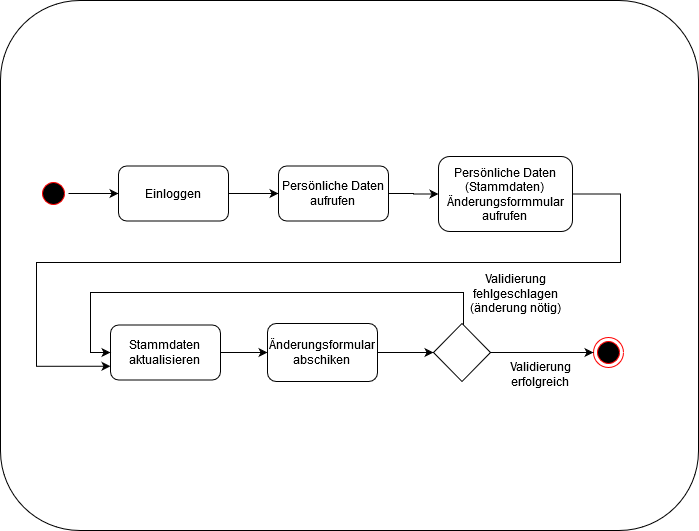 Einloggen
Persönliche Daten
aufrufen
Persönliche Daten
(Stammdaten)
Änderungsformmular
aufrufen
Validierung
fehlgeschlagen
(änderung nötig)
Stammdaten
aktualisieren
Änderungsformular
abschiken
Validierung
erfolgreich